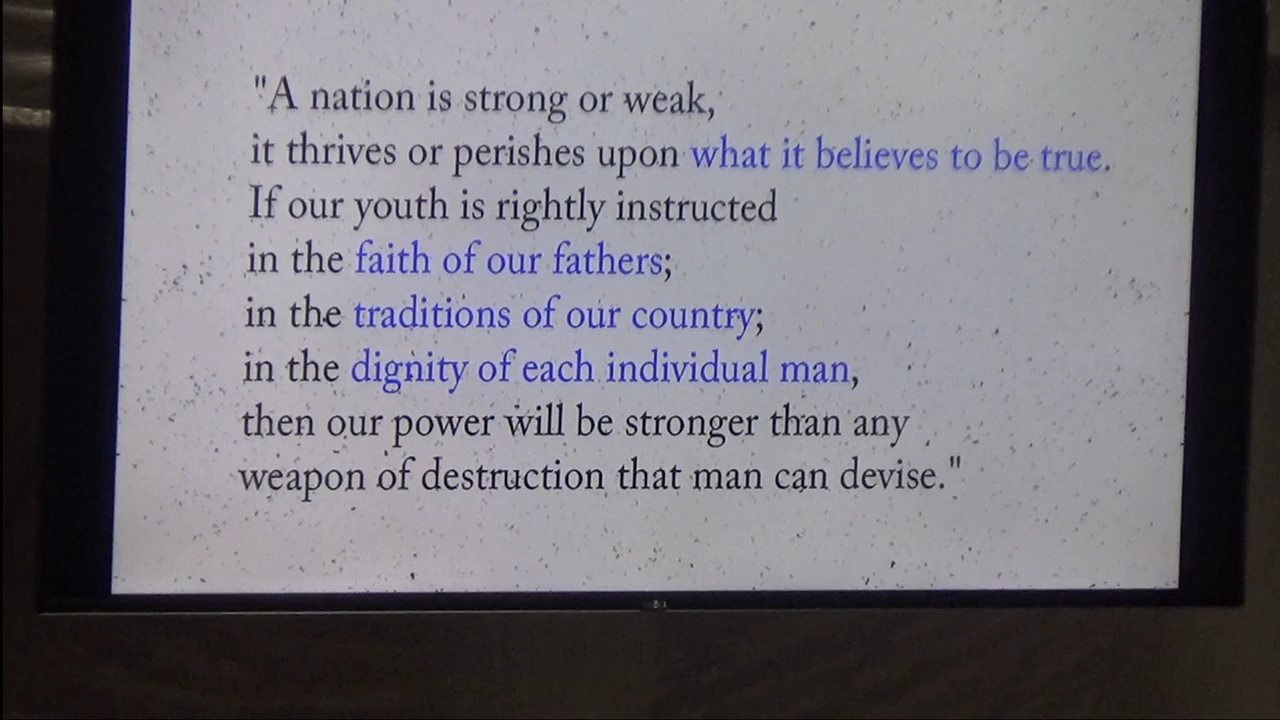 "A nation is strong or weak,
it thrives or perishes upon what it believes to be true.
If our youth is rightly instructed
in the faith of our fathers;
in the traditions of our country;
in the dignity of each individual man,
then our power will be stronger than any
weapon of destruction that man can devise."